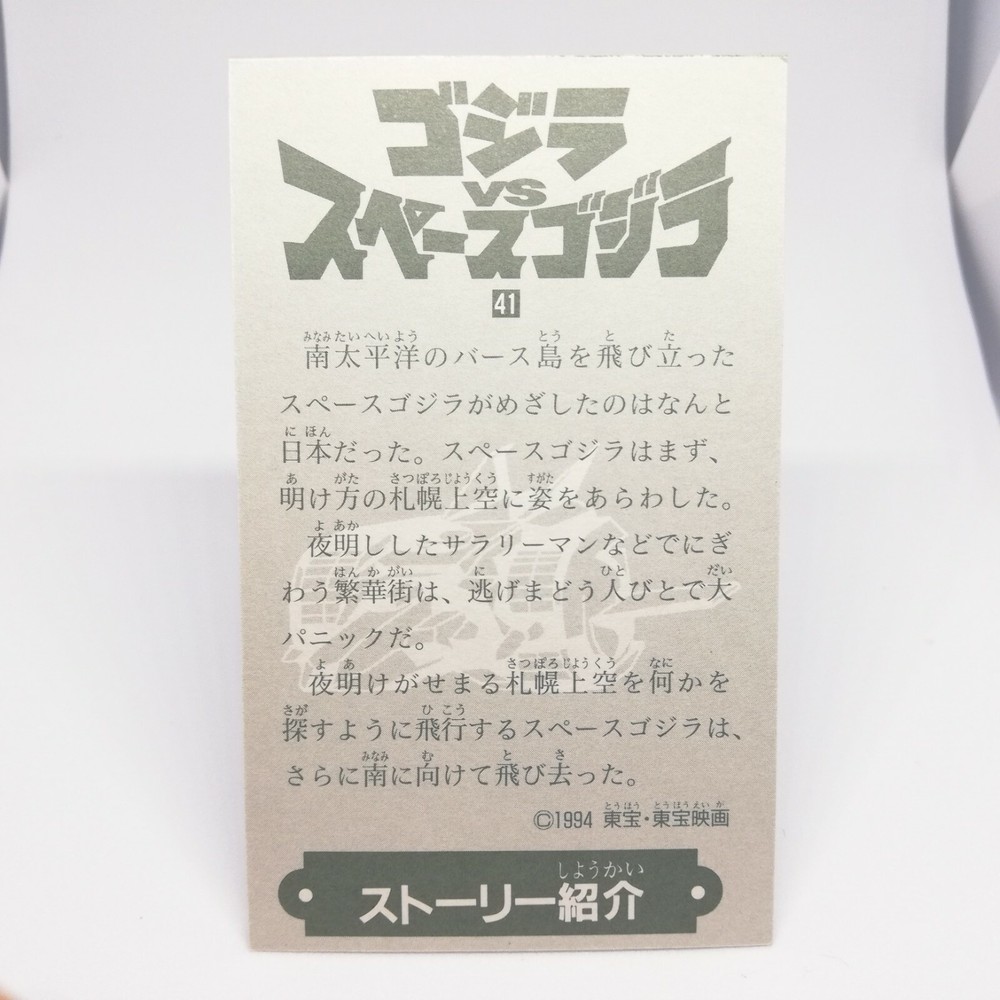 ゴジラ
VS
スペースゴジラ
41
南太平洋のバース島を飛び立った
スペースゴジラがめざしたのはなんと
日本だった。スペースゴジラはまず、
明け方の札幌上空に姿をあらわした。
夜明ししたサラリーマンなどでにぎ
わう繁華街は、逃げまどう人びとで大
パニックだ。
夜明けがせまる札幌上空を何かを
探すように飛行するスペースゴジラは、
さらに南に向けて飛び去った。
©1994 東宝・東宝映画
ストーリー紹介